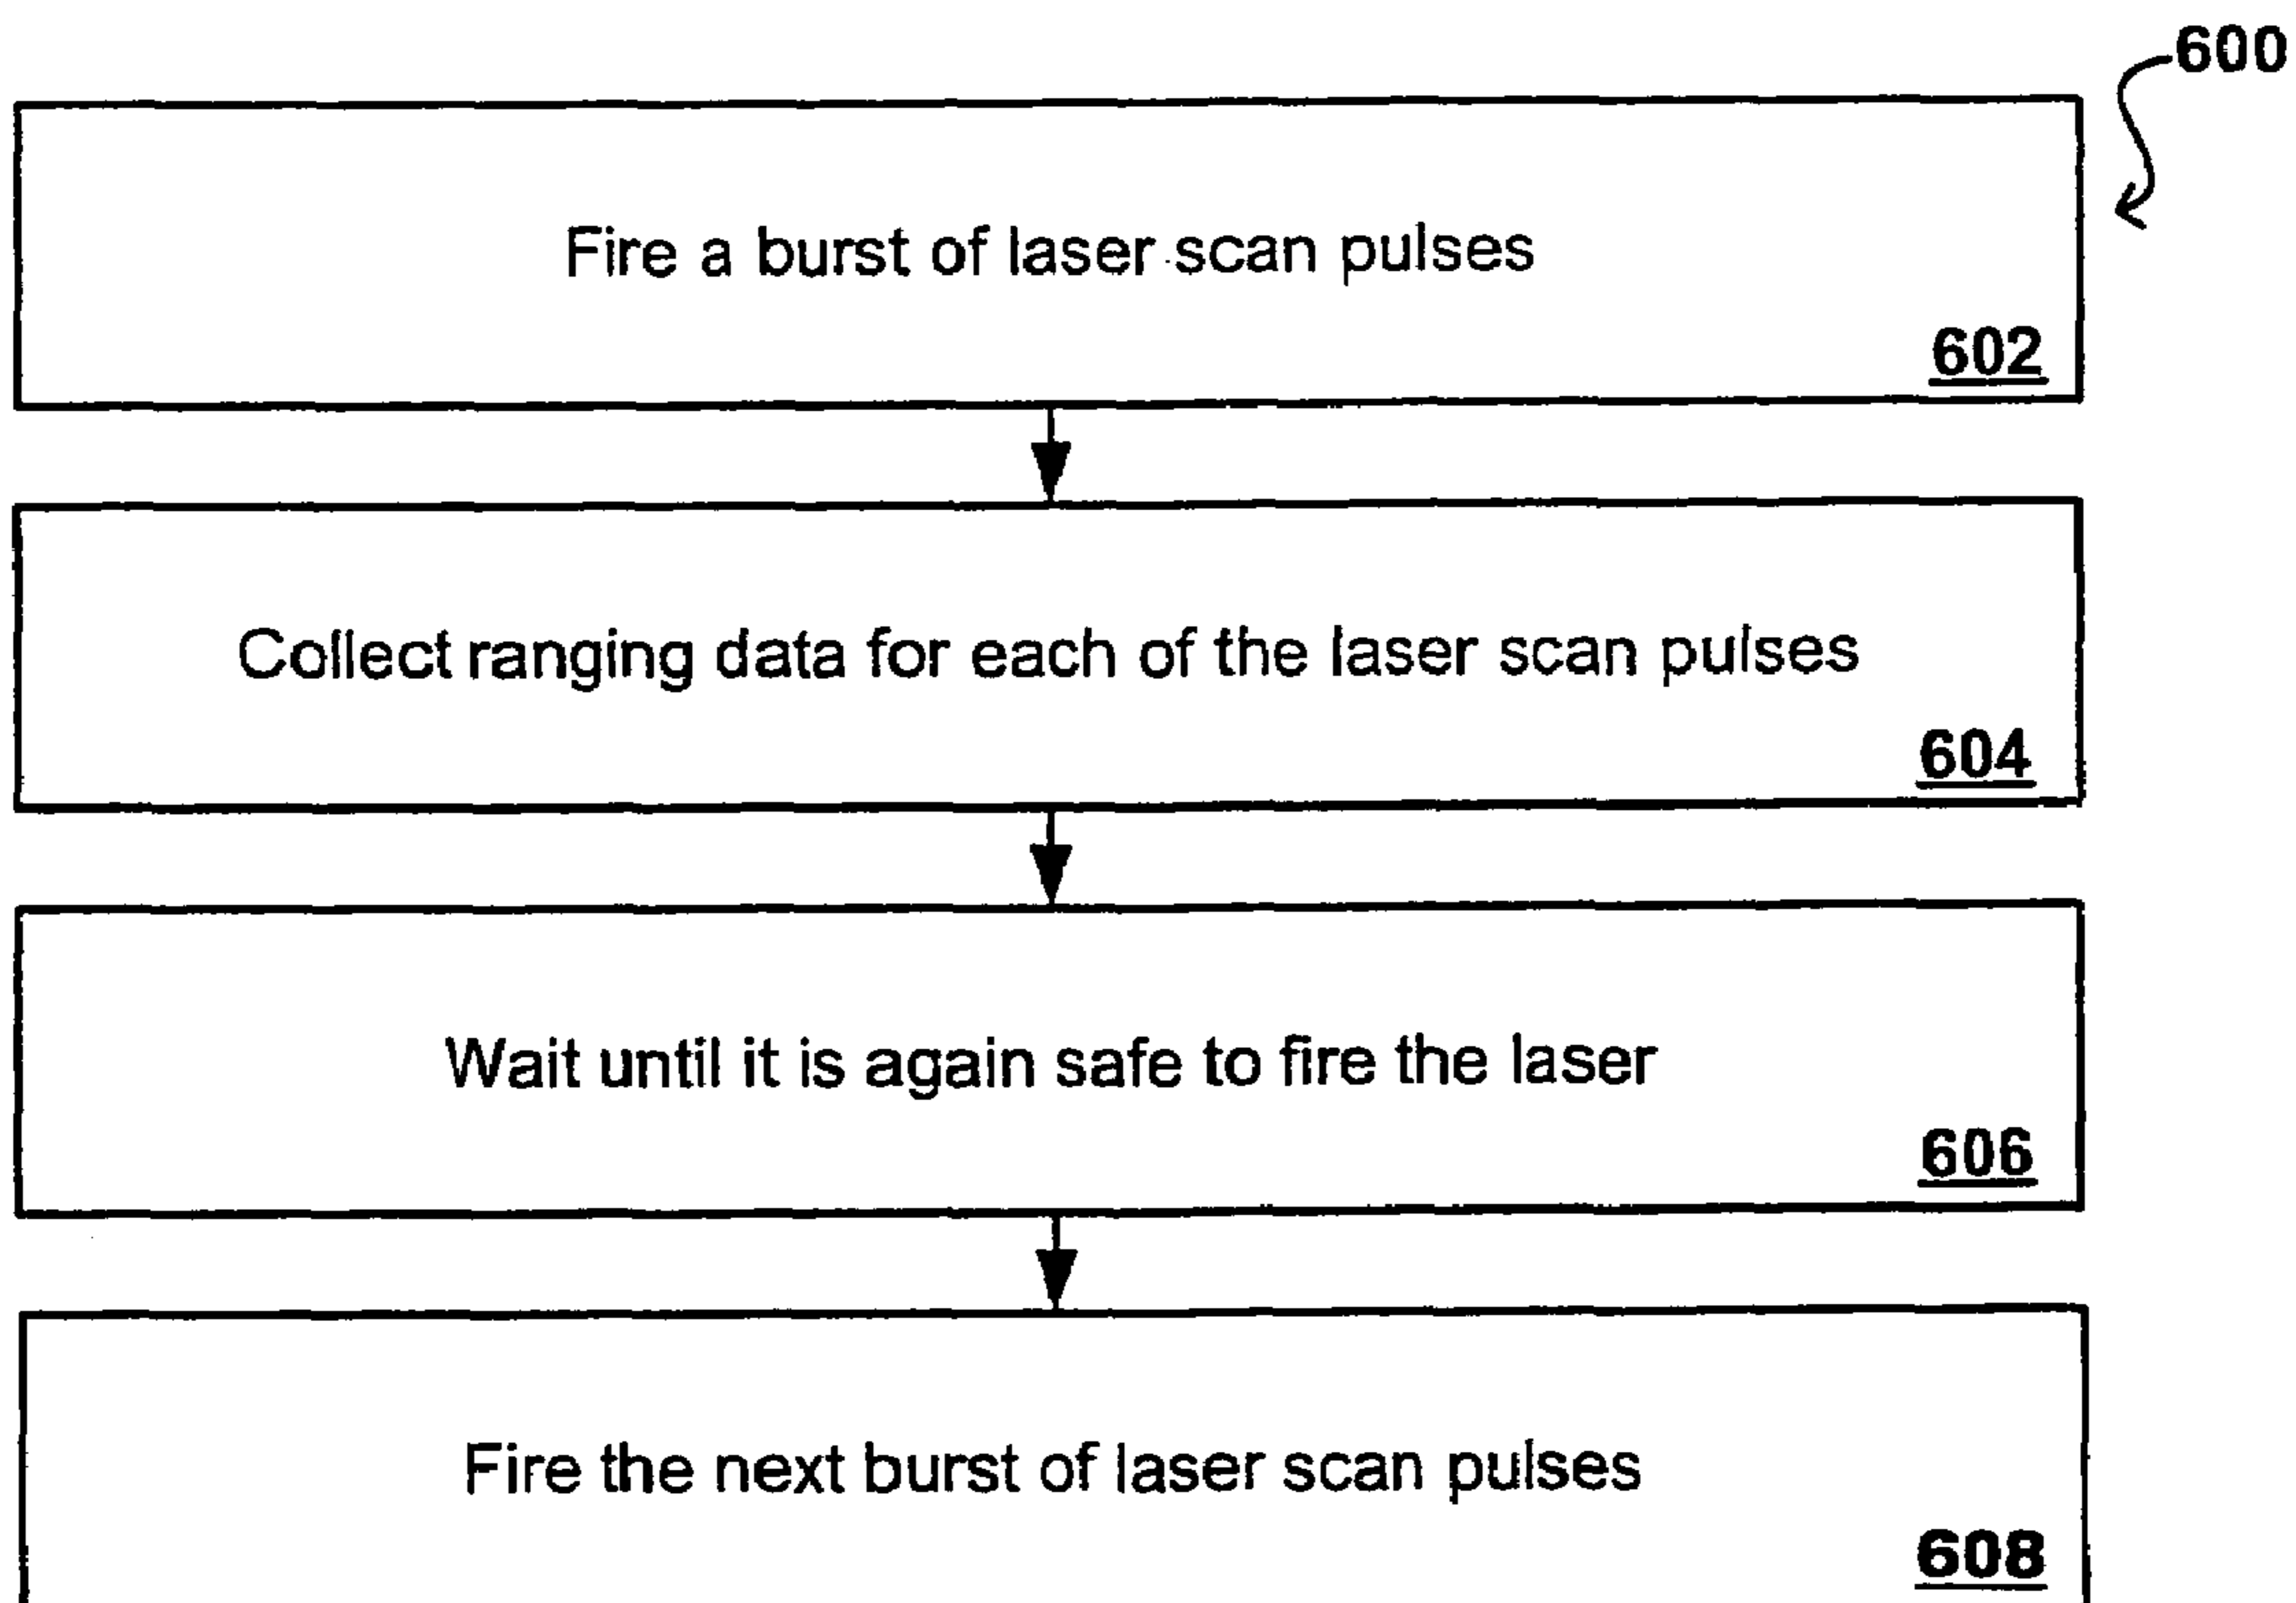 600
Fire a burst of laser scan pulses
602
Collect ranging data for each of the laser scan pulses
604
Wait until it is again safe to fire the laser
606
Fire the next burst of laser scan pulses
608